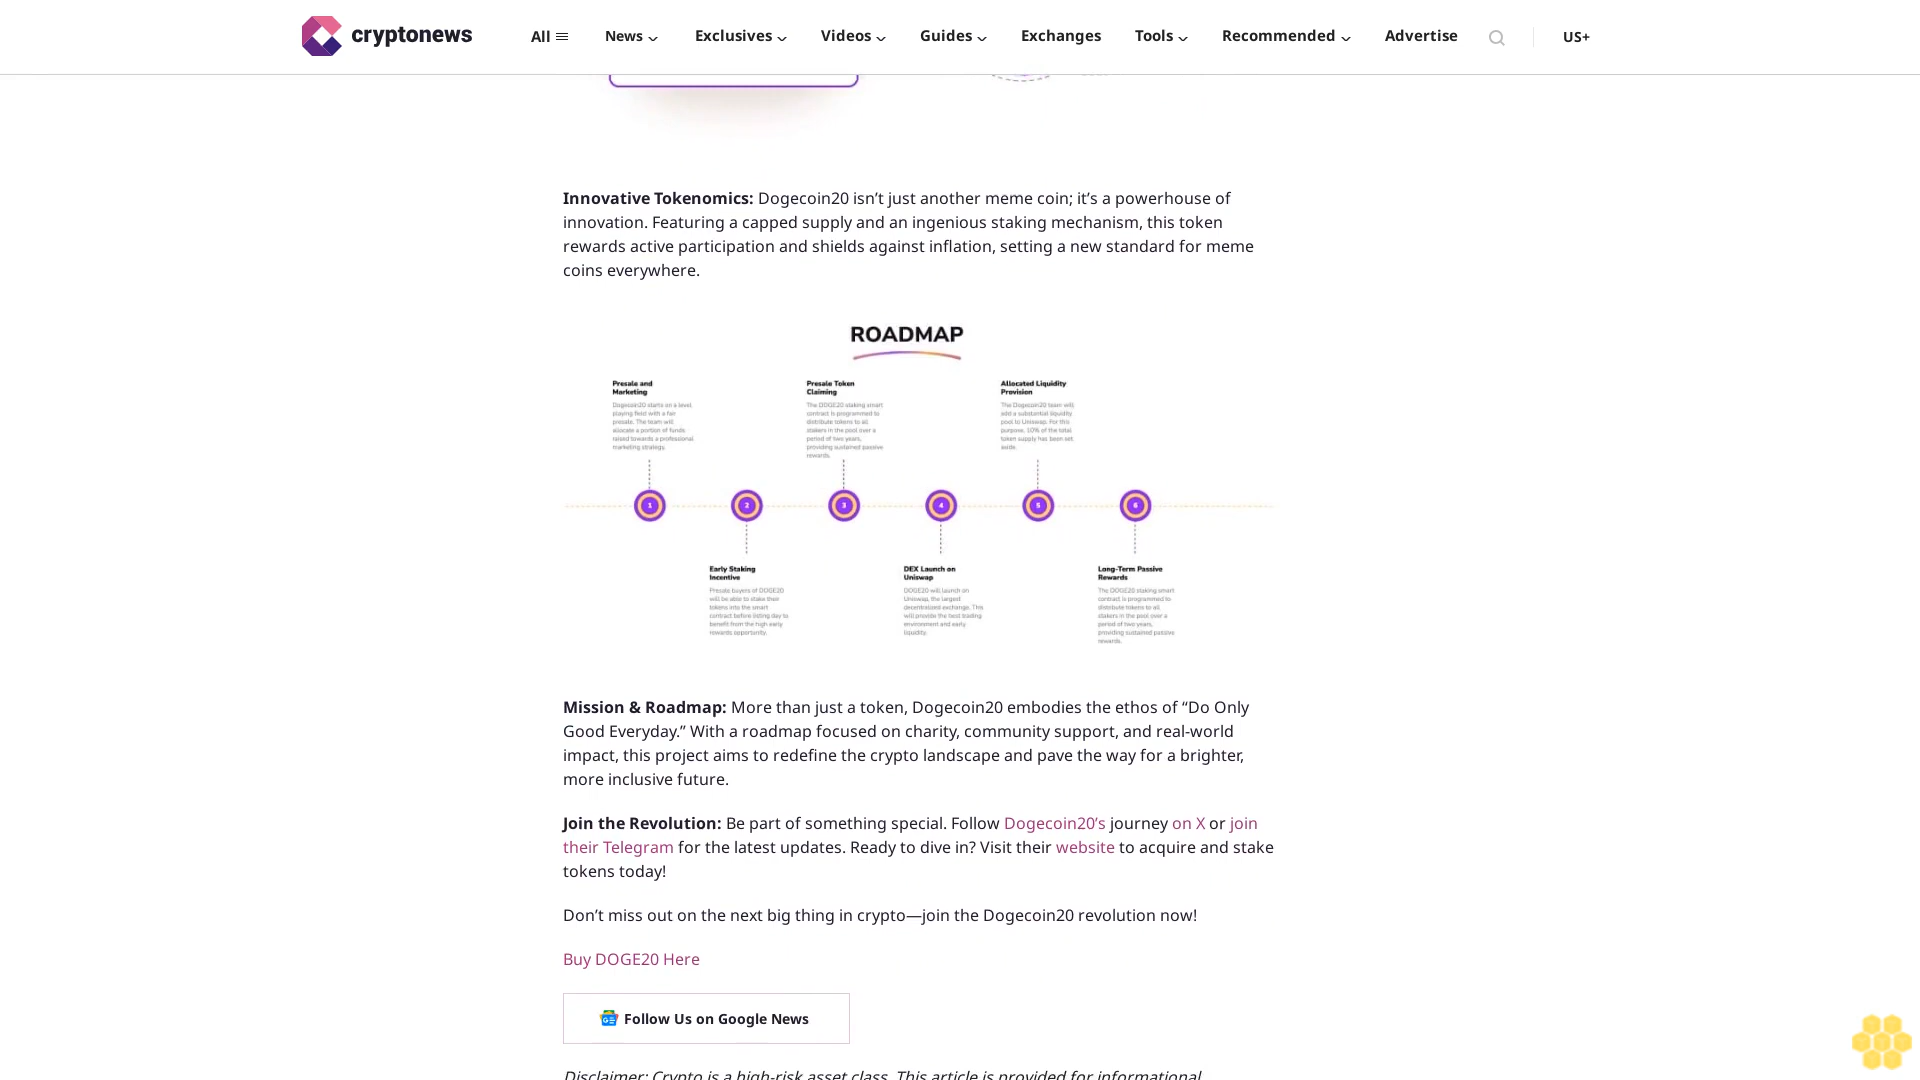 cryptonews
All
News
Exclusives
Videos
Guides
Exchanges
Tools
Recommended
Advertise
US+
Innovative Tokenomics: Dogecoin20 isn’t just another meme coin; it’s a powerhouse of
innovation. Featuring a capped supply and an ingenious staking mechanism, this token
rewards active participation and shields against inflation, setting a new standard for meme
coins everywhere.
ROADMAP
Presale and
Marketing
Dogecoin20 starts on a level
playing field with a fair
presale. The team will
allocate a portion of funds
raised towards a professional
marketing strategy.
Presale Token
Claiming
The DOGE20 staking smart
contract is programmed to
distribute tokens to all
stakers in the pool over a
period of two years,
providing sustained passive
rewards.
Allocated Liquidity
Provision
The Dogecoin20 team will
add a substantial liquidity
pool to Uniswap. For this
purpose, 10% of the total
token supply has been set
aside.
1
2
3
4
5
6
Early Staking
Incentive
Presale buyers of DOGE20
will be able to stake their
tokens into the smart
contract before listing day to
benefit from the high early
rewards opportunity.
DEX Launch on
Uniswap
DOGE20 will launch on
Uniswap, the largest
decentralized exchange. This
will provide the best trading
environment and early
liquidity.
Long-Term Passive
Rewards
The DOGE20 staking smart
contract is programmed to
distribute tokens to all
stakers in the pool over a
period of two years,
providing sustained passive
rewards.
Mission & Roadmap: More than just a token, Dogecoin20 embodies the ethos of “Do Only
Good Everyday.” With a roadmap focused on charity, community support, and real-world
impact, this project aims to redefine the crypto landscape and pave the way for a brighter,
more inclusive future.
Join the Revolution: Be part of something special. Follow Dogecoin20’s journey on X or join
their Telegram for the latest updates. Ready to dive in? Visit their website to acquire and stake
tokens today!
Don’t miss out on the next big thing in crypto—join the Dogecoin20 revolution now!
Buy DOGE20 Here
Follow Us on Google News
Disclaimer: Crypto is a high-risk asset class. This article is provided for informational